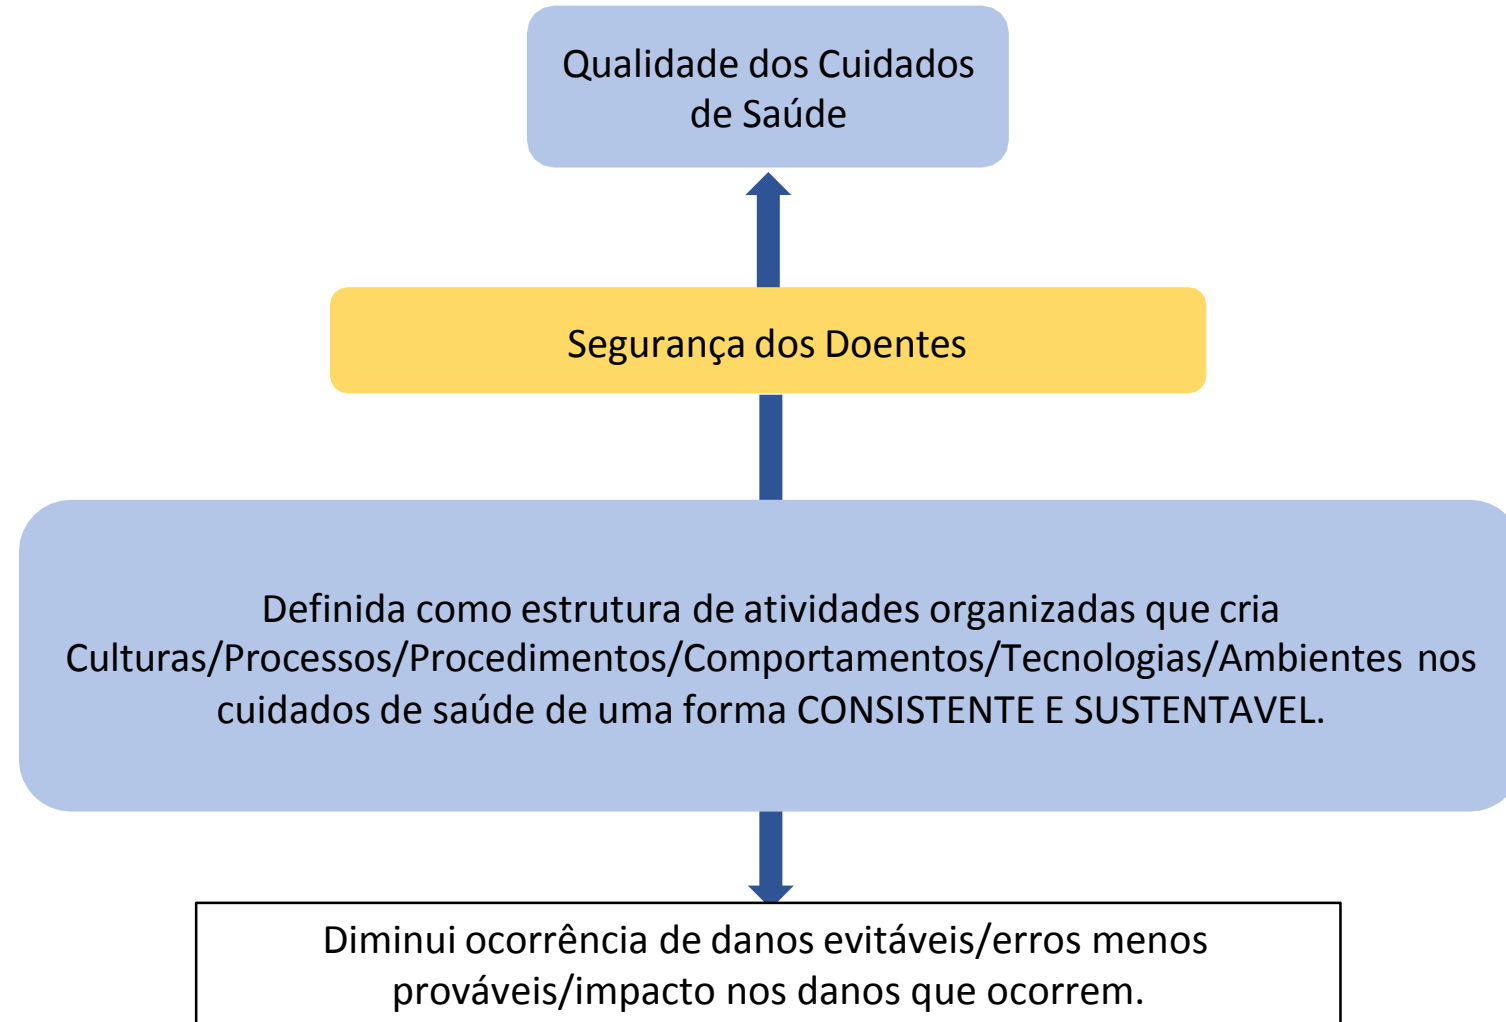 Qualidade dos Cuidados
de Saúde
Segurança dos Doentes
Definida como estrutura de atividades organizadas que cria
Culturas/Processos/Procedimentos/Comportamentos/Tecnologias/Ambientes nos
cuidados de saúde de uma forma CONSISTENTE E SUSTENTAVEL.
Diminui ocorrência de danos evitáveis/erros menos
prováveis/impacto nos danos que ocorrem.